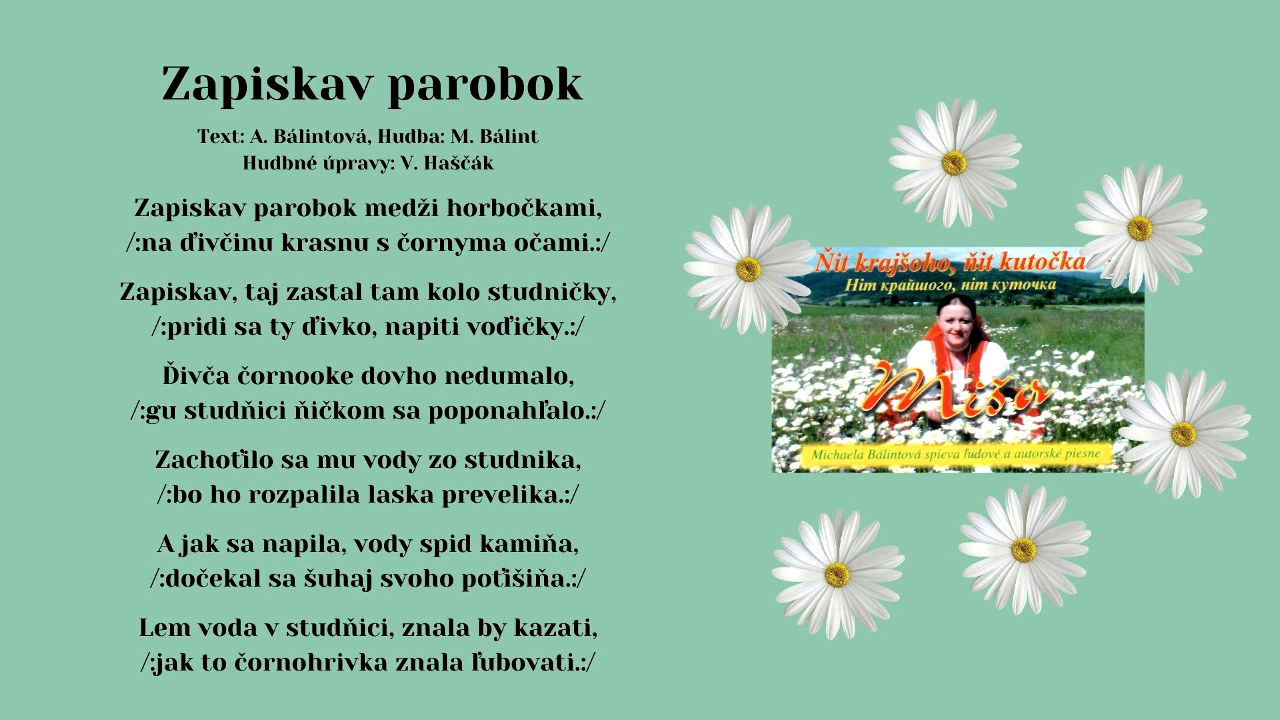 Zapiskav parobok
Text: A. Bálintová, Hudba: M. Bálint
Hudbné úpravy: V. Haščák
Zapiskav parobok medži horbočkami,
/:na ďivčinu krasnu s čornyma očami.:/
Zapiskav, taj zastal tam kolo studničky,
/:pridi sa ty ďivko, napiti voďičky.:/
Ďivča čornooke dovho nedumalo,
/:gu studňici ňičkom sa poponahľalo.:/
Zachoťilo sa mu vody zo studnika,
/:bo ho rozpalila laska prevelika.:/
A jak sa napila, vody spid kamiňa,
/:dočekal sa šuhaj svoho poťišiňa.:/
Lem voda v studňici, znala by kazati,
/:jak to čornohrivka znala ľubovati.:/
Ňit krajšoho, ňit kutočka
Нім крайшого, нім куточка
Miša
Michaela Bálintová spieva ľudové a autorské piesne